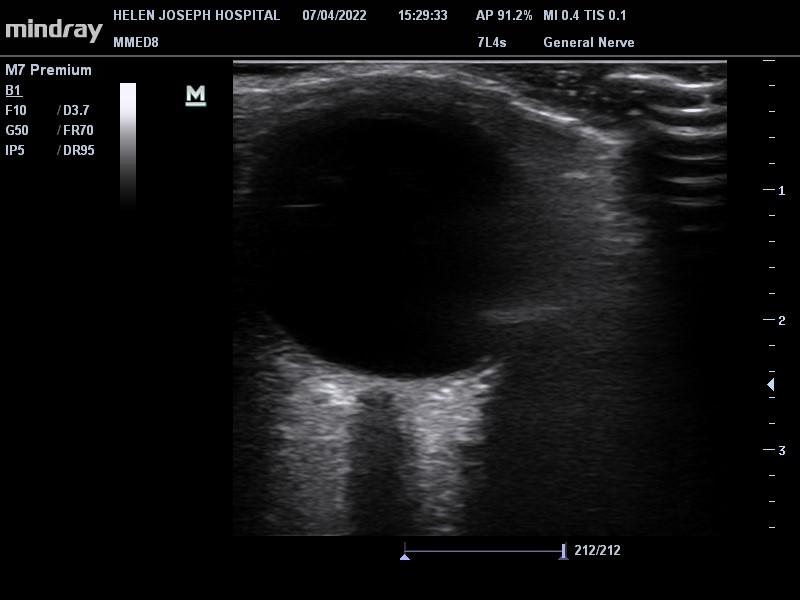 mindray
HELEN JOSEPH HOSPITAL 07/04/2022 15:29:33 AP 91.2% MI 0.4 TIS 0.1
MMED8 7L4s General Nerve
M7 Premium
B1
F10 / D3.7
G50 / FR70
IP5 / DR95
M
1
2
3
212/212